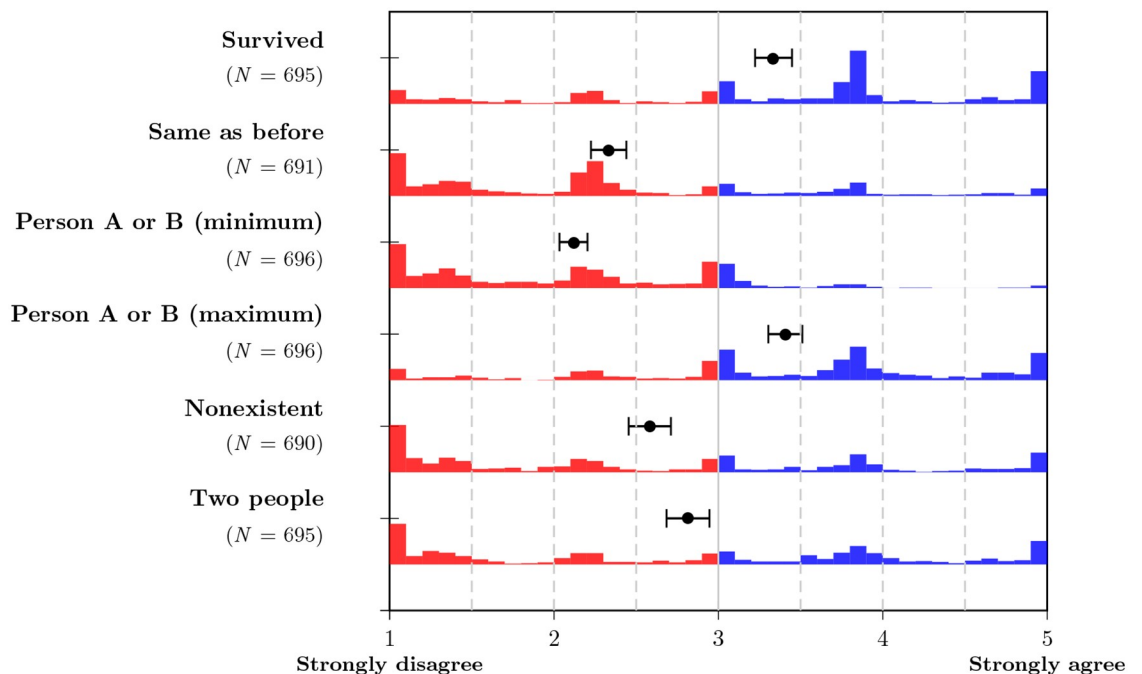 Survived
(N = 695)
Same as before
(N = 691)
Person A or B (minimum)
(N = 696)
Person A or B (maximum)
(N = 696)
Nonexistent
(N = 690)
Two people
(N = 695)
1 2 3 4 5
Strongly disagree Strongly agree